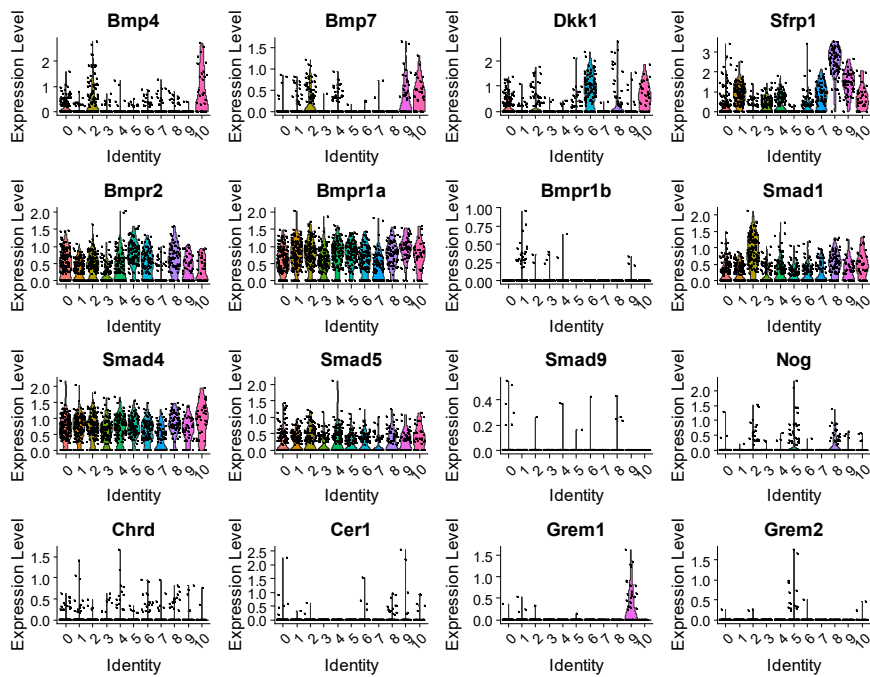 Bmp4 Bmp7 Dkk1 Sfrp1
Expression Level 2 1 0 Expression Level 1.5 1.0 0.5 0.0 Expression Level 2 1 0 Expression Level 3 2 1 0
0 1 2 3 4 5 6 7 8 9 10 0 1 2 3 4 5 6 7 8 9 10 0 1 2 3 4 5 6 7 8 9 10 0 1 2 3 4 5 6 7 8 9 10
Identity Identity Identity Identity
Bmpr2 Bmpr1a Bmpr1b Smad1
Expression Level 2.0 1.5 1.0 0.5 0.0 Expression Level 2.0 1.5 1.0 0.5 0.0 Expression Level 1.00 0.75 0.50 0.25 0.00 Expression Level 2.0 1.5 1.0 0.5 0.0
0 1 2 3 4 5 6 7 8 9 10 0 1 2 3 4 5 6 7 8 9 10 0 1 2 3 4 5 6 7 8 9 10 0 1 2 3 4 5 6 7 8 9 10
Identity Identity Identity Identity
Smad4 Smad5 Smad9 Nog
Expression Level 2.0 1.5 1.0 0.5 0.0 Expression Level 2.0 1.5 1.0 0.5 0.0 Expression Level 0.4 0.2 0.0 Expression Level 2.0 1.5 1.0 0.5 0.0
0 1 2 3 4 5 6 7 8 9 10 0 1 2 3 4 5 6 7 8 9 10 0 1 2 3 4 5 6 7 8 9 10 0 1 2 3 4 5 6 7 8 9 10
Identity Identity Identity Identity
Chrd Cer1 Grem1 Grem2
Expression Level 1.5 1.0 0.5 0.0 Expression Level 2.5 2.0 1.5 1.0 0.5 0.0 Expression Level 1.5 1.0 0.5 0.0 Expression Level 1.5 1.0 0.5 0.0
0 1 2 3 4 5 6 7 8 9 10 0 1 2 3 4 5 6 7 8 9 10 0 1 2 3 4 5 6 7 8 9 10 0 1 2 3 4 5 6 7 8 9 10
Identity Identity Identity Identity